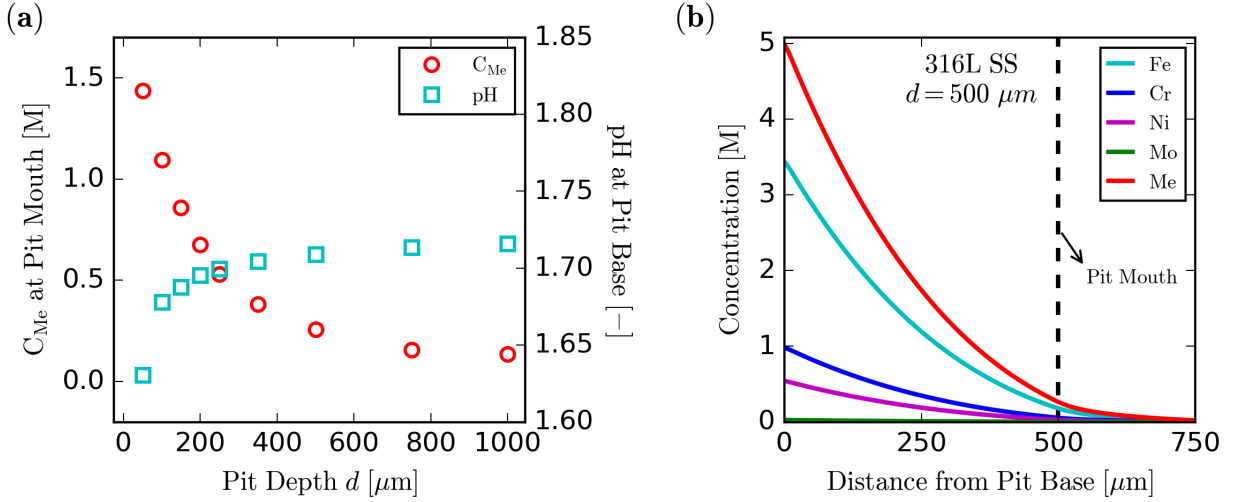 (a)
C_Me at Pit Mouth [M]
1.5
1.0
0.5
0.0
C_Me
pH
1.85
1.80
1.75
1.70
1.65
1.60
pH at Pit Base [−]
0
200
400
600
800
1000
Pit Depth d [μm]
(b)
Concentration [M]
5
4
3
2
1
0
316L SS
d = 500 μm
Fe
Cr
Ni
Mo
Me
Pit Mouth
0
250
500
750
Distance from Pit Base [μm]